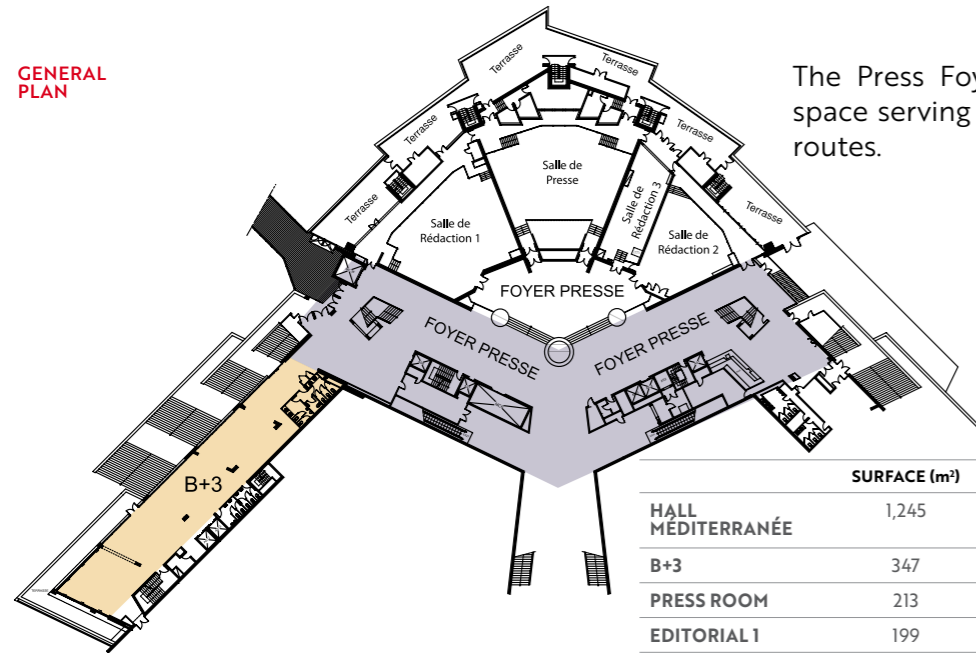 GENERAL
PLAN
The Press Foy
space serving
routes.
Terrasse
Terrasse
Terrasse
Terrasse
Terrasse
Terrasse
Salle de
Presse
Salle de
Rédaction 3
Salle de
Rédaction 1
Salle de
Rédaction 2
FOYER PRESSE
FOYER PRESSE
FOYER PRESSE
B+3
SURFACE (m²)
HALL
MÉDITERRANÉE
1,245
B+3
347
PRESS ROOM
213
EDITORIAL 1
199